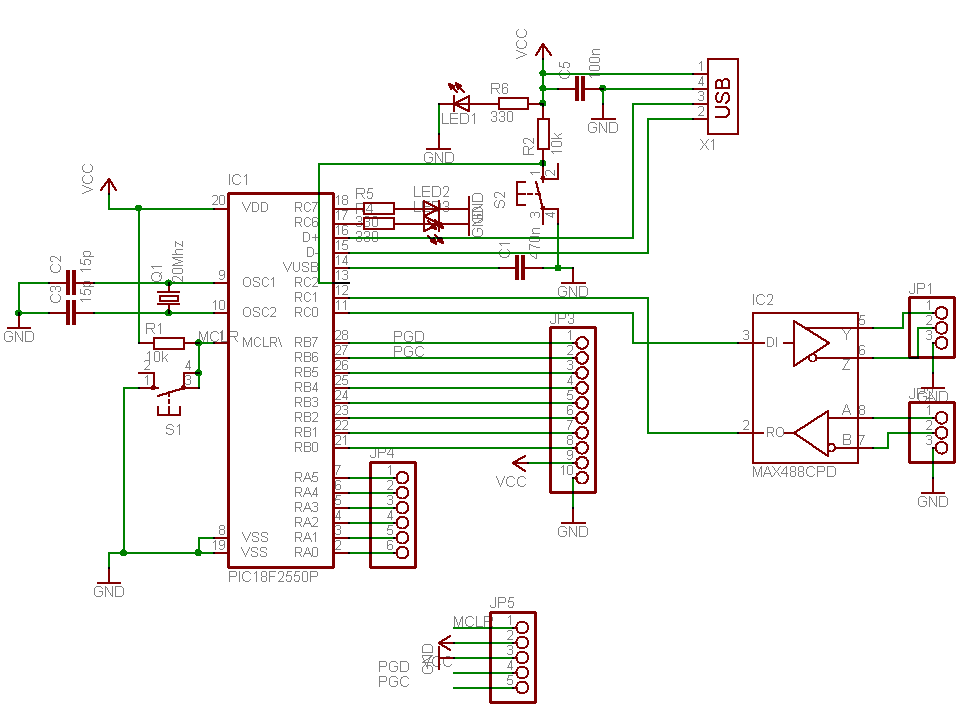 VCC
C5
100n
1
4
3
2
USB
X1
GND
R6
330
LED1
GND
R2
10k
1
2
S2
3
4
VCC
IC1
20
VDD
RC7
18
R5
LED2
GND
RC6
17
R4
LED3
GND
330
330
D+
16
D-
15
VUSB
14
C1
470n
GND
RC2
13
RC1
12
RC0
11
C2
15p
C3
15p
Q1
20Mhz
9
OSC1
10
OSC2
GND
R1
10k
MCLR
1
MCLR\
2
1
4
3
S1
RB7
28
PGD
RB6
27
PGC
RB5
26
RB4
25
RB3
24
RB2
23
RB1
22
RB0
21
JP3
1
2
3
4
5
6
7
8
9
10
VCC
GND
RA5
7
RA4
6
RA3
5
RA2
4
RA1
3
RA0
2
JP4
1
2
3
4
5
6
8
VSS
19
VSS
GND
PIC18F2550P
IC2
3
DI
Y
5
Z
6
2
RO
A
8
B
7
MAX488CPD
JP1
1
2
3
GND
1
2
3
GND
JP5
MCLR
1
2
3
4
5
GND
VCC
PGD
PGC